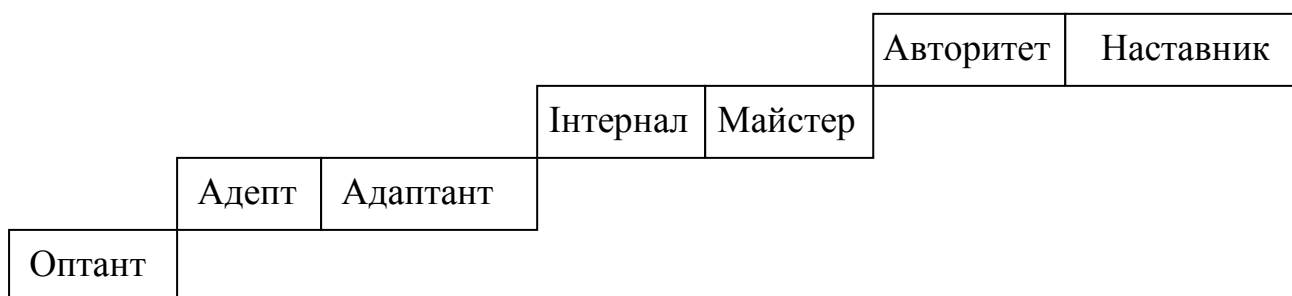 Авторитет Наставник
Інтернал Майстер
Адепт Адаптант
Оптант